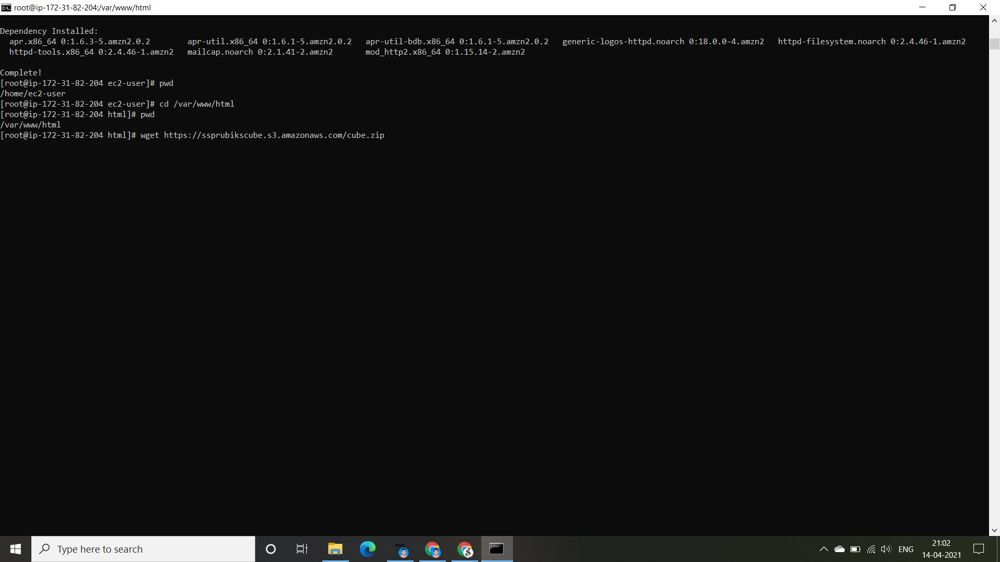 root@ip-172-31-82-204:/var/www/html
Dependency Installed:
  apr.x86_64 0:1.6.3-5.amzn2.0.2        apr-util.x86_64 0:1.6.1-5.amzn2.0.2   apr-util-bdb.x86_64 0:1.6.1-5.amzn2.0.2   generic-logos-httpd.noarch 0:18.0.0-4.amzn2   httpd-filesystem.noarch 0:2.4.46-1.amzn2
  httpd-tools.x86_64 0:2.4.46-1.amzn2   mailcap.noarch 0:2.1.41-2.amzn2       mod_http2.x86_64 0:1.15.14-2.amzn2
Complete!
[root@ip-172-31-82-204 ec2-user]# pwd
/home/ec2-user
[root@ip-172-31-82-204 ec2-user]# cd /var/www/html
[root@ip-172-31-82-204 html]# pwd
/var/www/html
[root@ip-172-31-82-204 html]# wget https://ssprubikscube.s3.amazonaws.com/cube.zip
Type here to search
ENG
21:02
14-04-2021